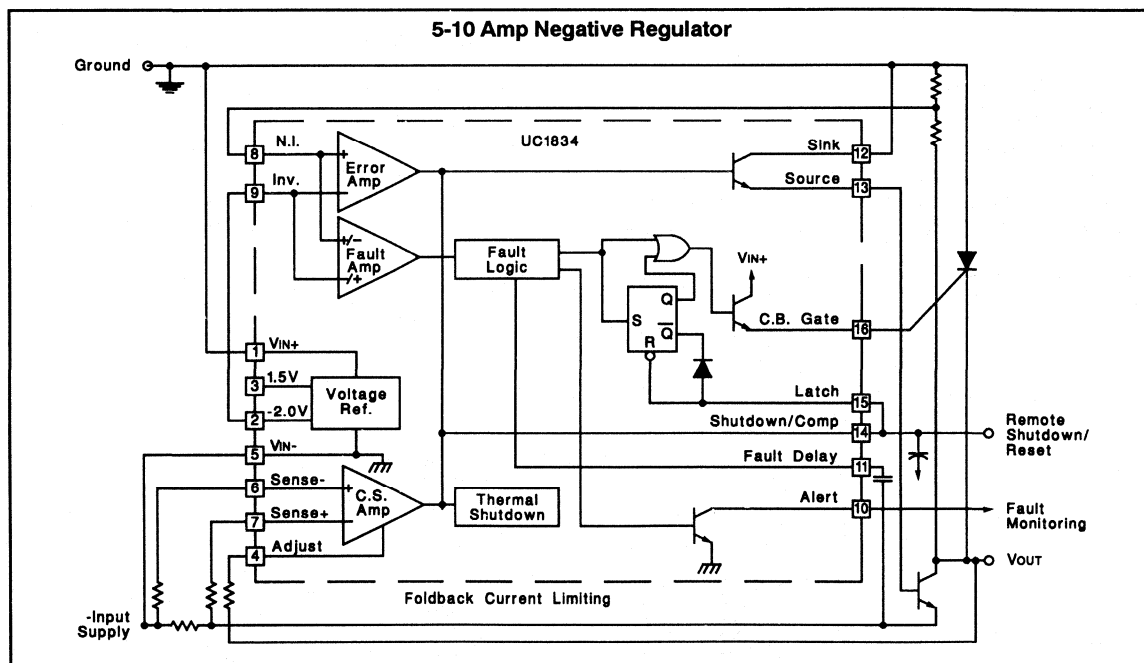 5-10 Amp Negative Regulator
Ground
UC1834
8
N.I.
+
Error
Amp
Sink
12
9
Inv.
–
Source
13
+/–
Fault
Amp
–/+
Fault
Logic
VIN+
Q
S
Q
R
C.B. Gate
16
1
VIN+
3
1.5V
Voltage
Ref.
2
-2.0V
Latch
15
Shutdown/Comp
14
Remote
Shutdown/
Reset
5
VIN-
Fault Delay
11
6
Sense-
+
C.S.
Amp
7
Sense+
–
Thermal
Shutdown
Alert
10
Fault
Monitoring
4
Adjust
VOUT
Foldback Current Limiting
-Input
Supply